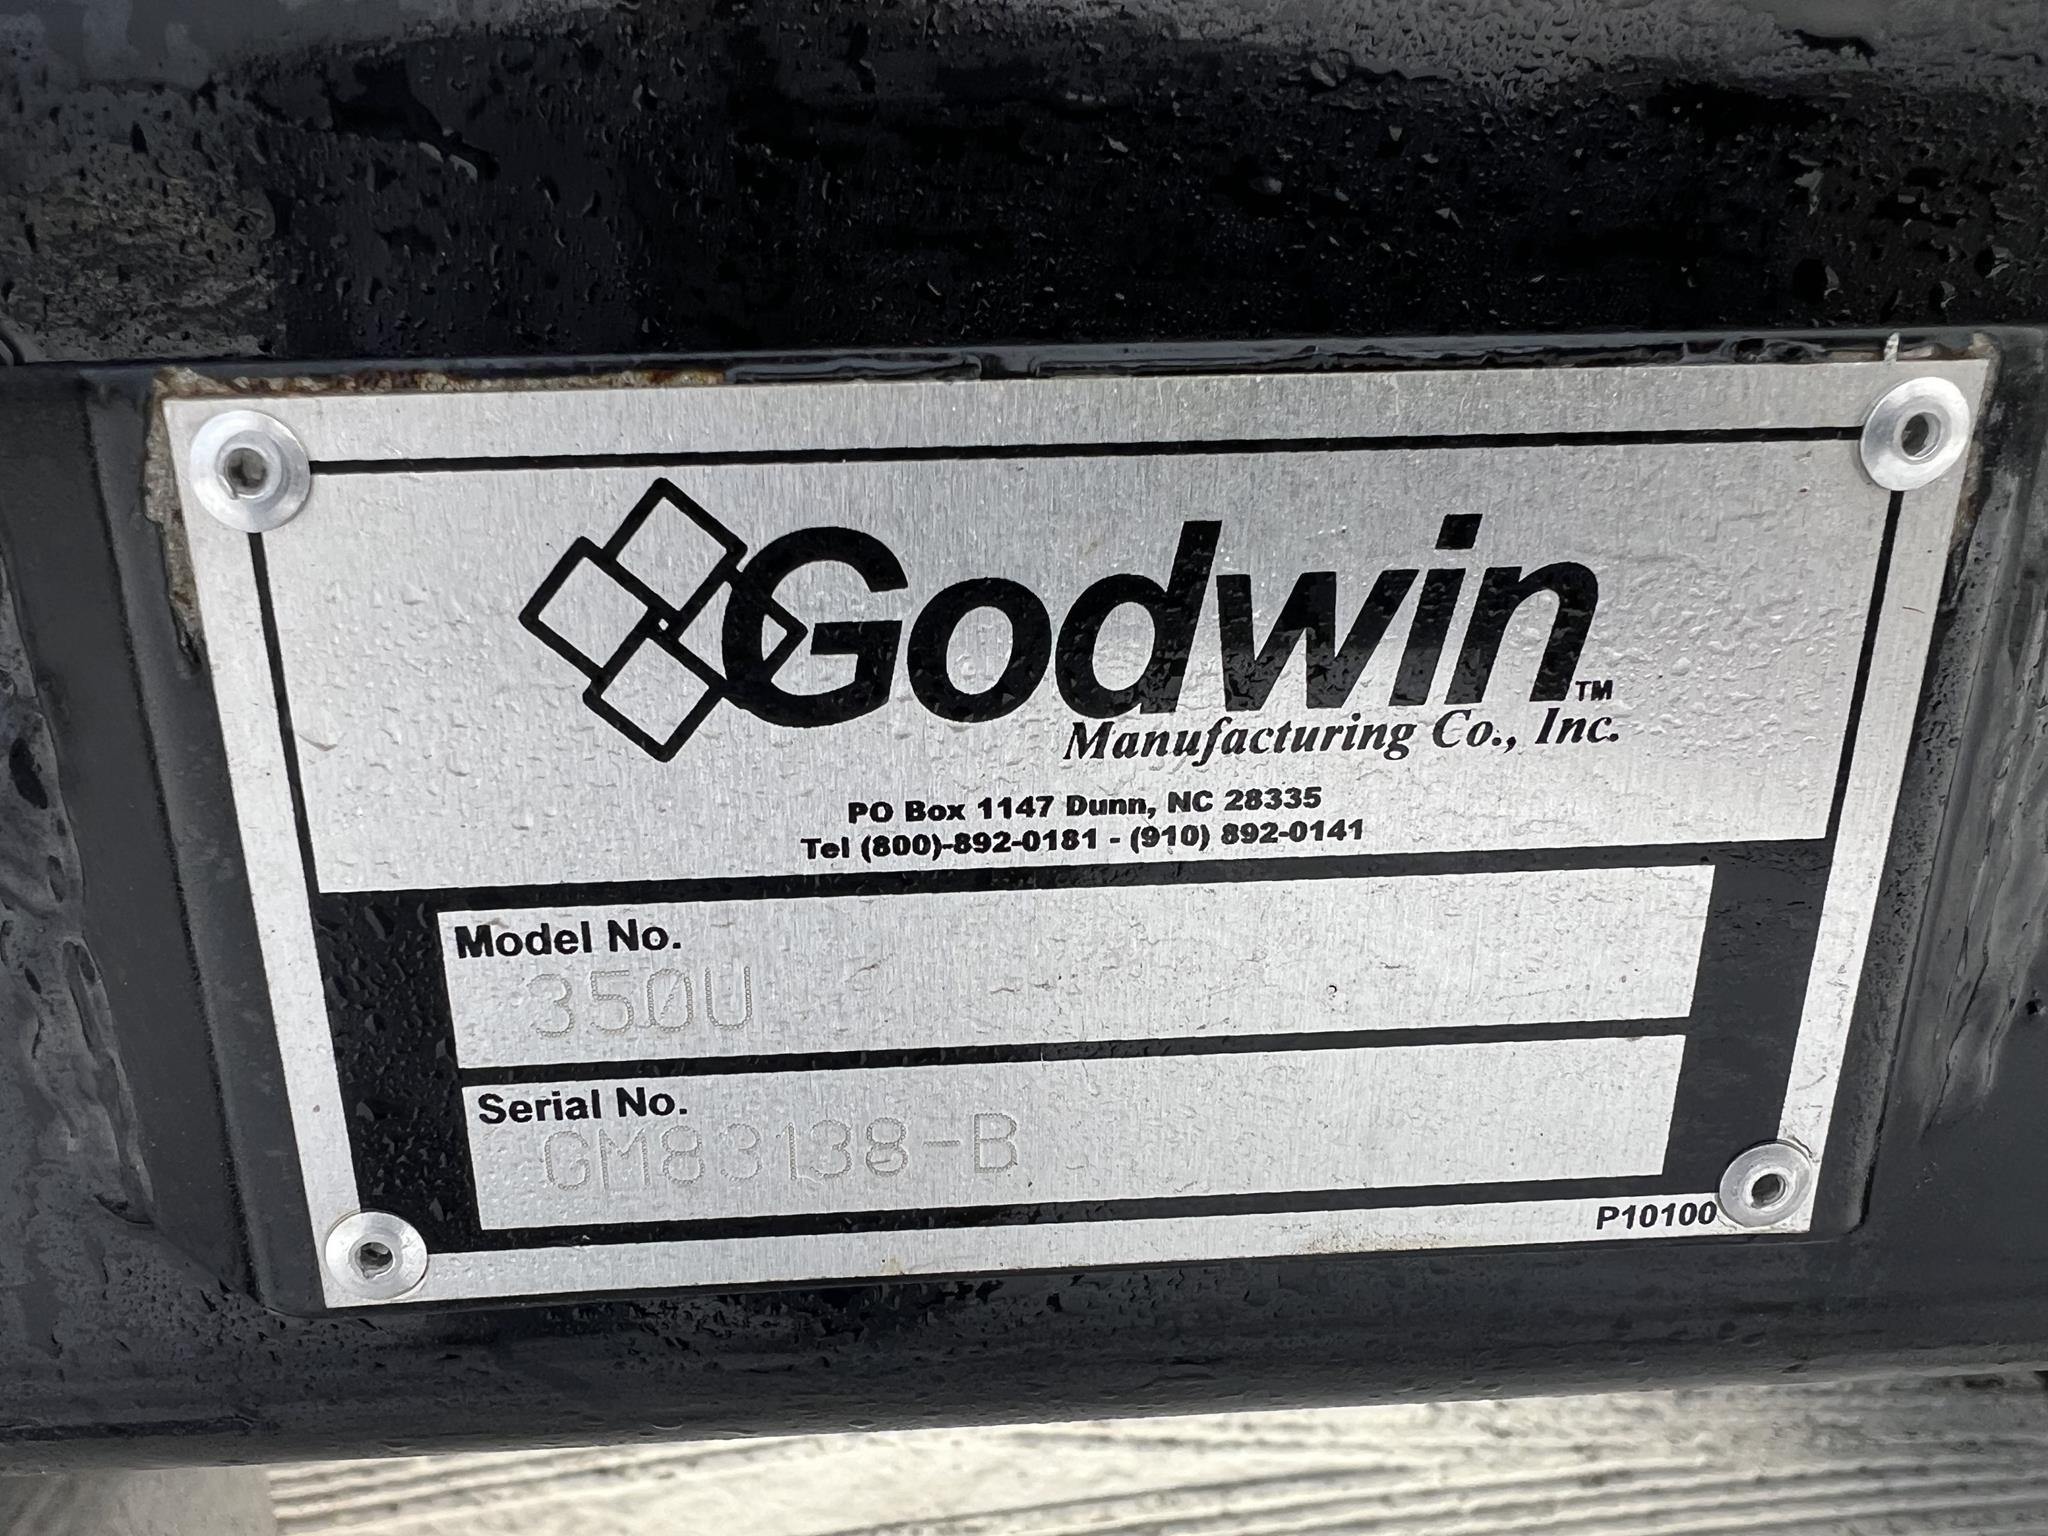 Godwin™
Manufacturing Co., Inc.
PO Box 1147 Dunn, NC 28335
Tel (800)-892-0181 - (910) 892-0141
Model No.
350U
Serial No.
GM83138-B
P10100